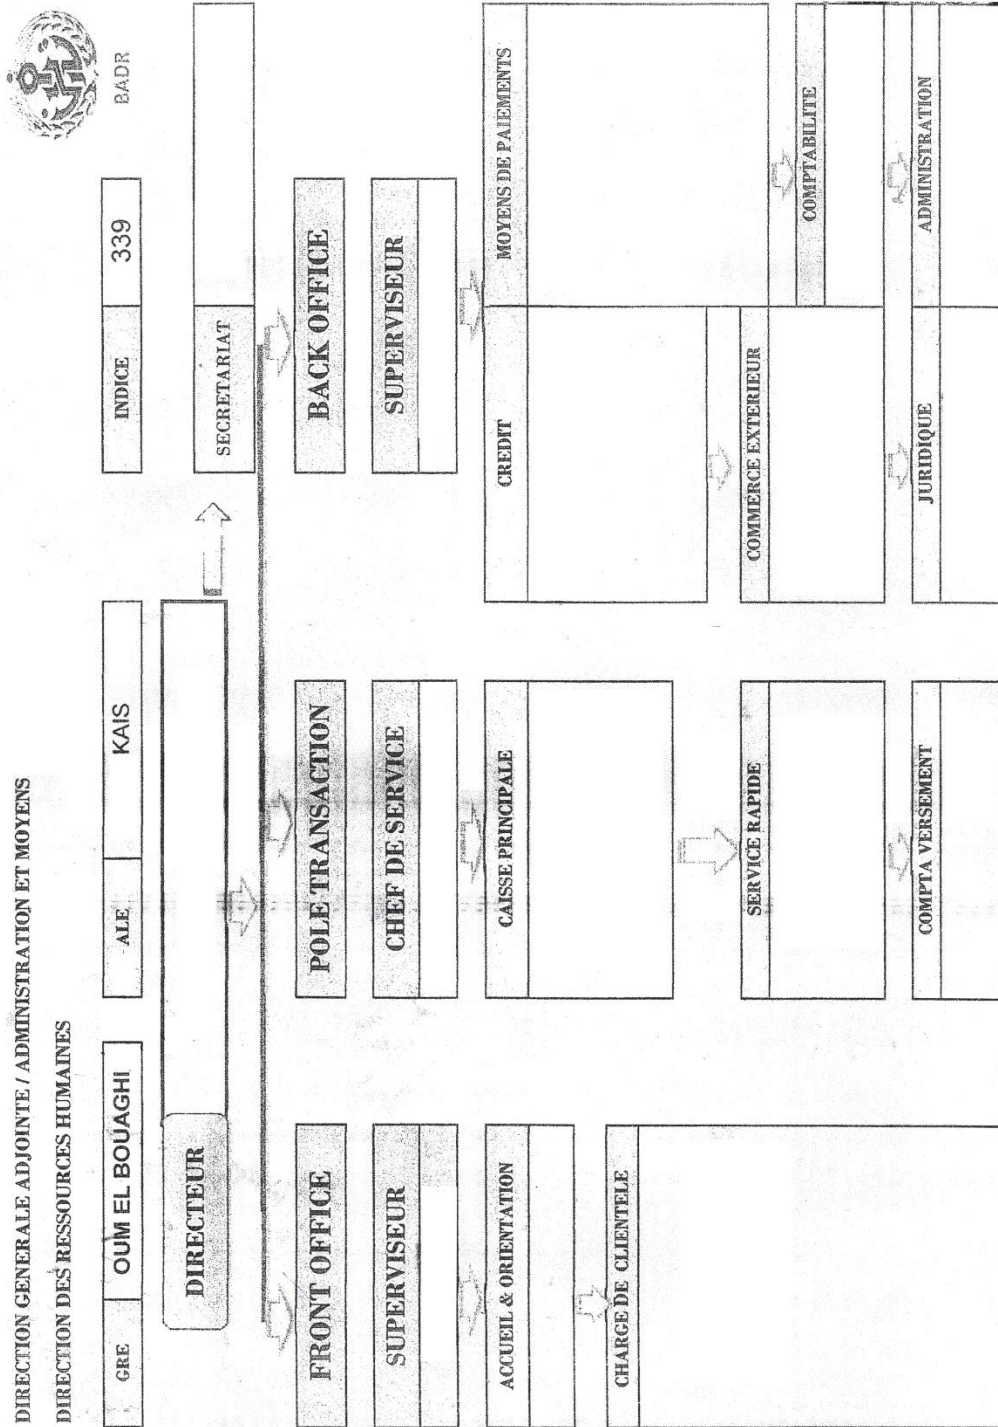 DIRECTION GENERALE ADJOINTE / ADMINISTRATION ET MOYENS
DIRECTION DES RESSOURCES HUMAINES
BADR
GRE OUM EL BOUAGHI ALE KAIS INDICE 339
DIRECTEUR
SECRETARIAT
FRONT OFFICE POLE TRANSACTION BACK OFFICE
SUPERVISEUR CHEF DE SERVICE SUPERVISEUR
ACCUEIL & ORIENTATION CAISSE PRINCIPALE CREDIT MOYENS DE PAIEMENTS
CHARGE DE CLIENTELE
SERVICE RAPIDE COMMERCE EXTERIEUR COMPTABILITE
COMPTA VERSEMENT JURIDIQUE ADMINISTRATION